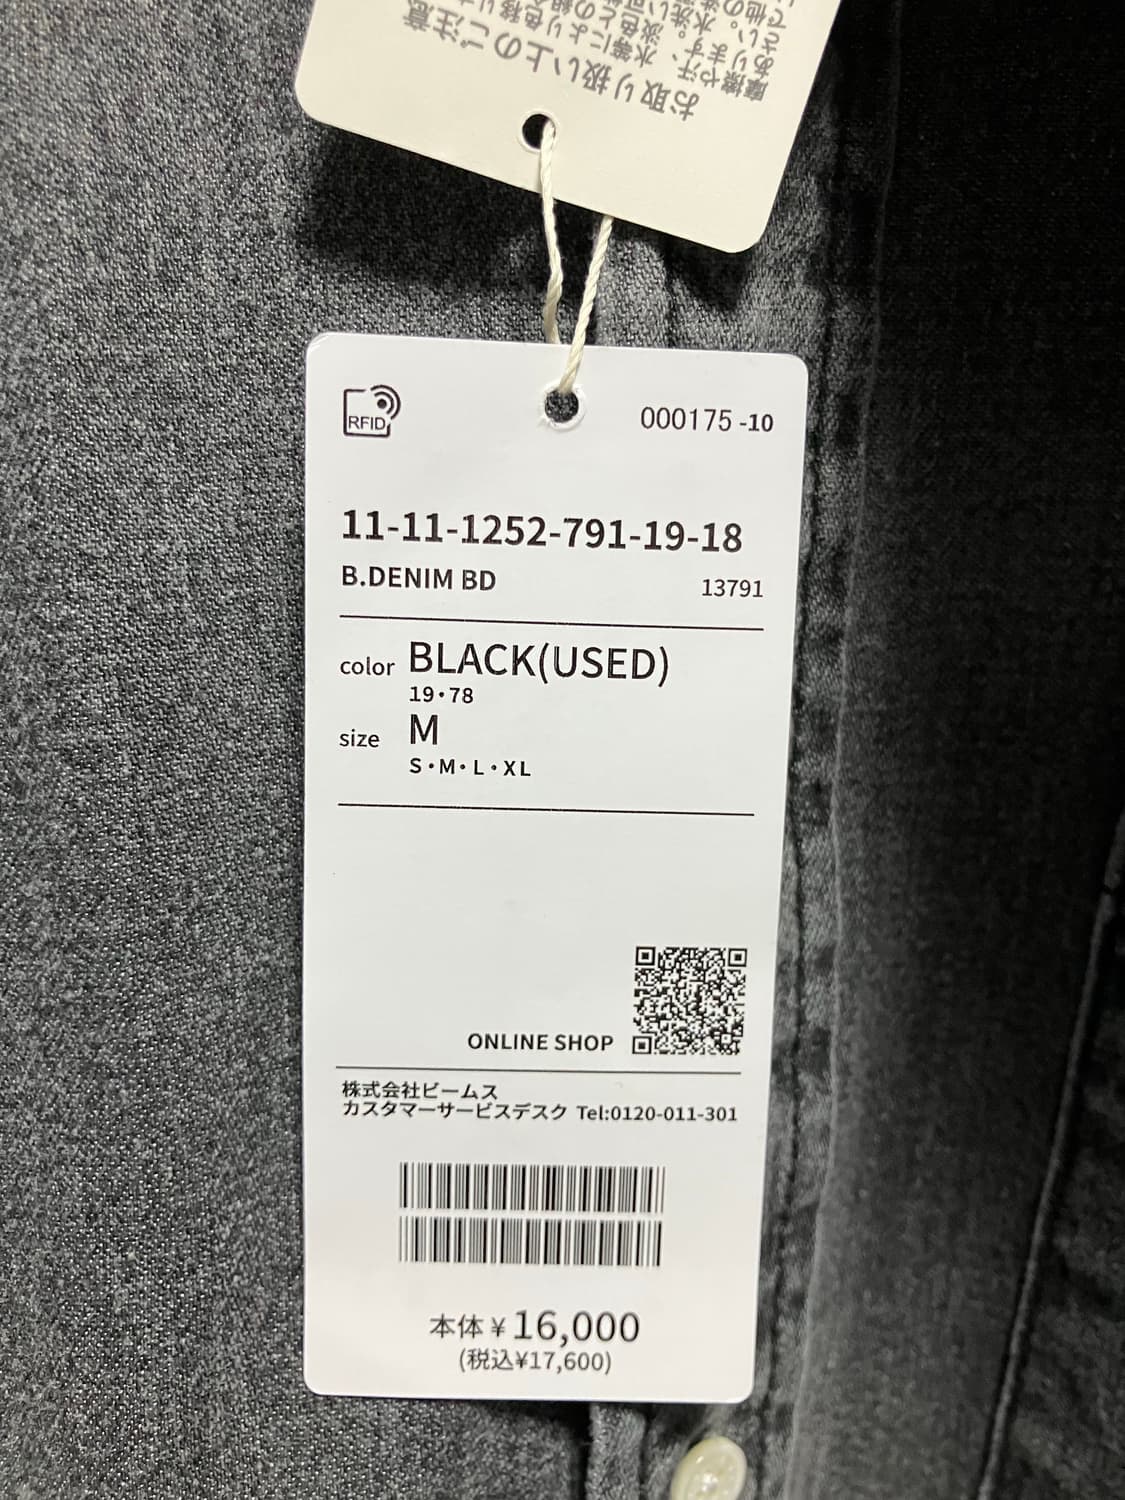 お取り扱い上のご注意
RFID
000175 -10
11-11-1252-791-19-18
B.DENIM BD
13791
color BLACK(USED)
19・78
size M
S・M・L・XL
ONLINE SHOP
株式会社ビームス
カスタマーサービスデスク Tel:0120-011-301
本体¥16,000
(税込¥17,600)